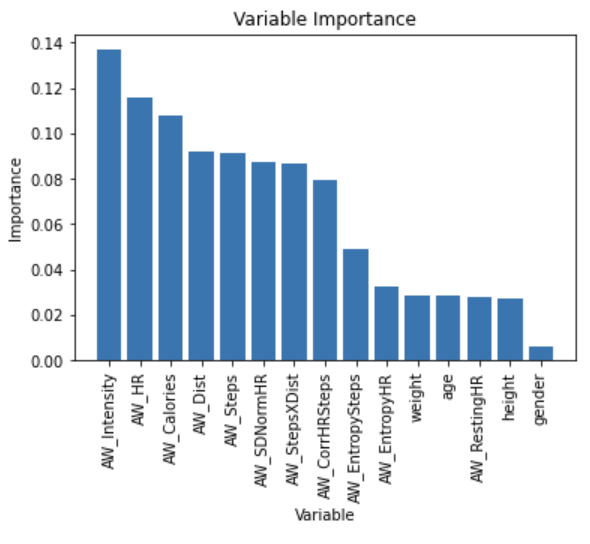 Variable Importance
Importance
0.14
0.12
0.10
0.08
0.06
0.04
0.02
0.00
AW_Intensity
AW_HR
AW_Calories
AW_Dist
AW_Steps
AW_SDNormHR
AW_StepsXDist
AW_CorrHRSteps
AW_EntropySteps
AW_EntropyHR
weight
age
AW_RestingHR
height
gender
Variable